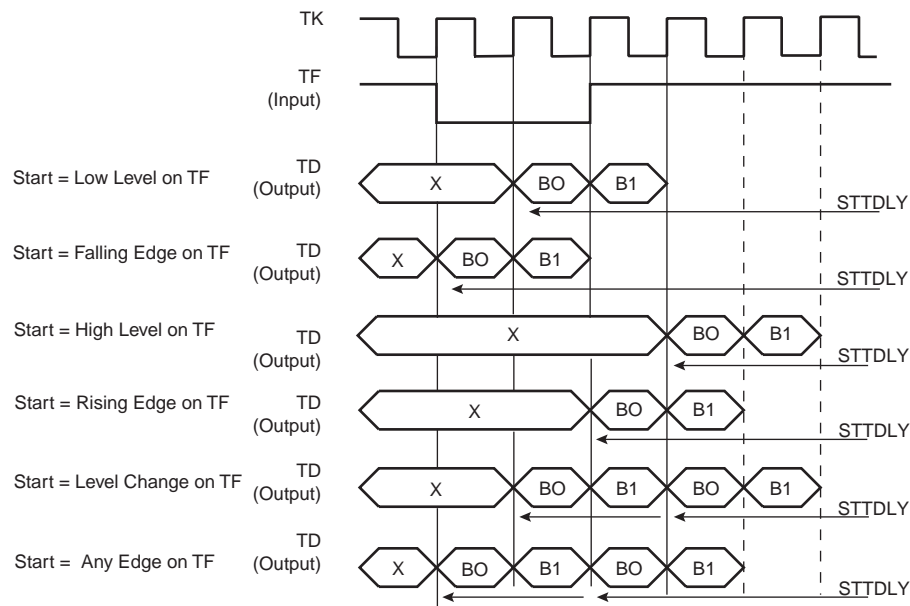 TK
TF
(Input)
Start = Low Level on TF
TD
(Output)
X
BO
B1
STTDLY
Start = Falling Edge on TF
TD
(Output)
X
BO
B1
STTDLY
Start = High Level on TF
TD
(Output)
X
BO
B1
STTDLY
Start = Rising Edge on TF
TD
(Output)
X
BO
B1
STTDLY
Start = Level Change on TF
TD
(Output)
X
BO
B1
BO
B1
STTDLY
Start = Any Edge on TF
TD
(Output)
X
BO
B1
BO
B1
STTDLY